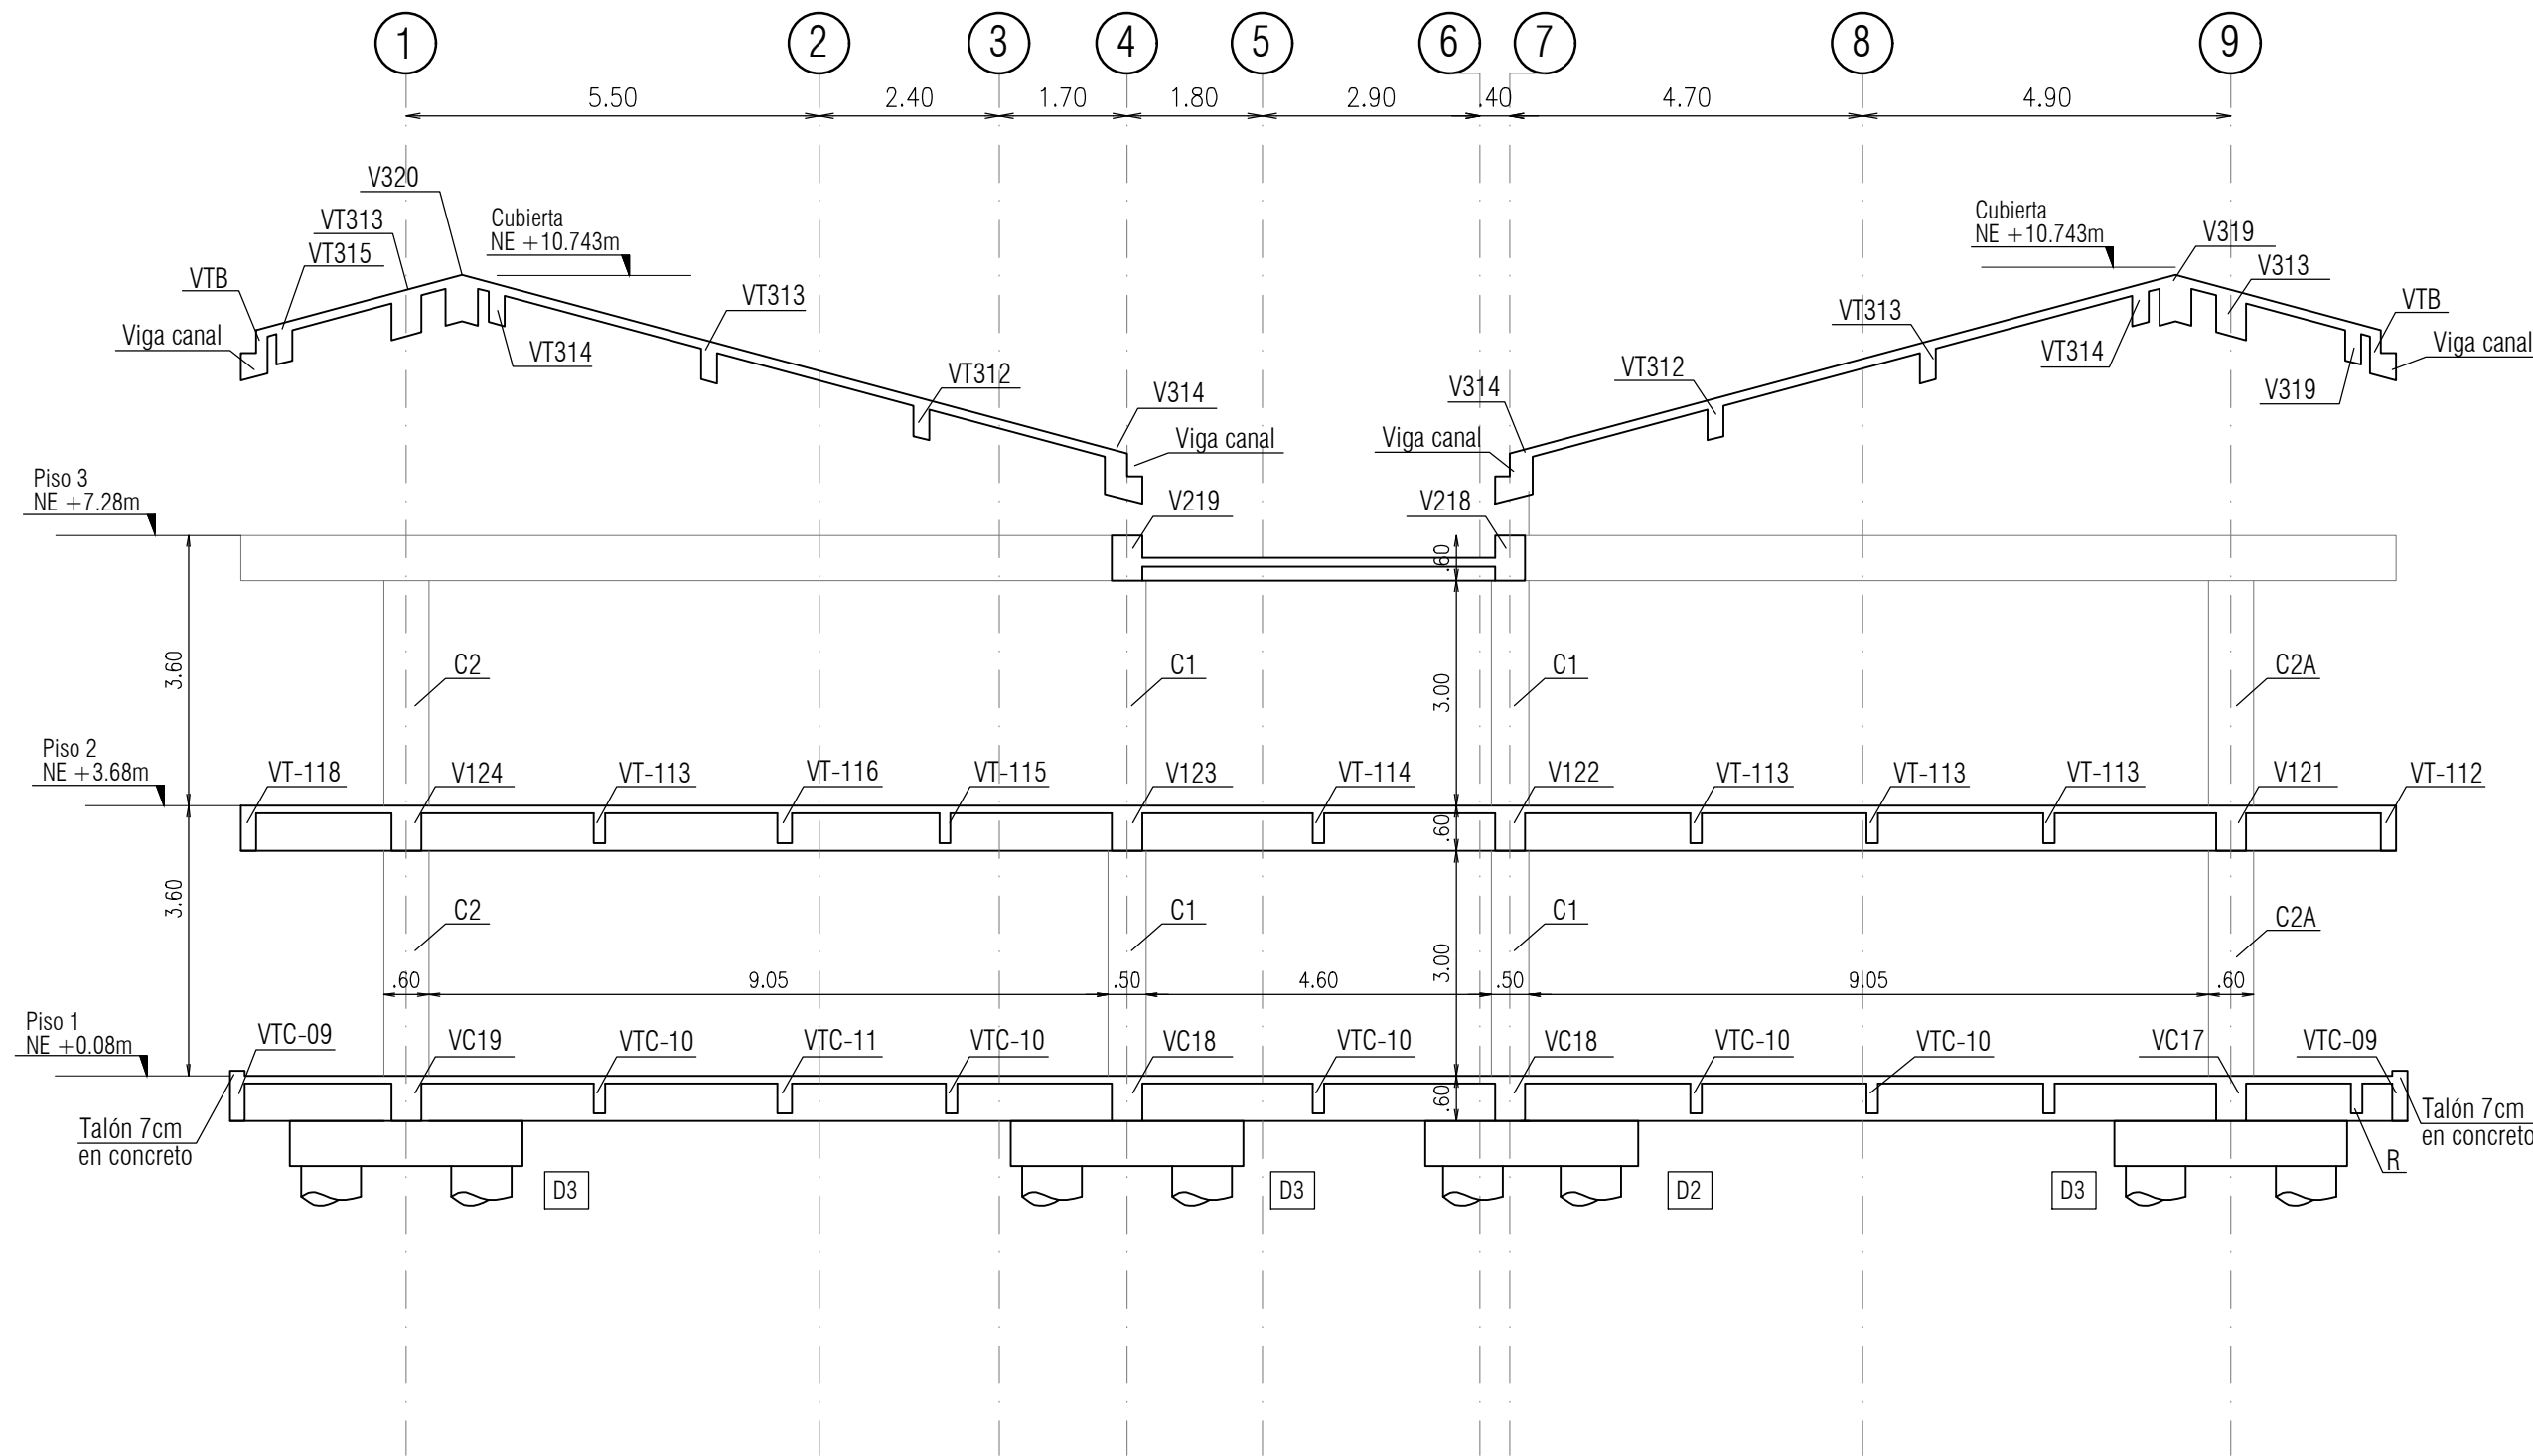 1 2 3 4 5 6 7 8 9
5.50 2.40 1.70 1.80 2.90 .40 4.70 4.90
V320
VT313
VT315
VTB
Viga canal
Cubierta
NE +10.743m
VT314
VT313
VT312
V314
Viga canal
Cubierta
NE +10.743m
V319
V313
VTB
Viga canal
VT313
VT314
V319
VT312
V314
Viga canal
Piso 3
NE +7.28m
V219
V218
.60
3.60
C2
C1
3.00
C1
C2A
Piso 2
NE +3.68m
VT-118 V124 VT-113 VT-116 VT-115 V123 VT-114 V122 VT-113 VT-113 VT-113 V121 VT-112
.60
3.60
C2
C1
3.00
C1
C2A
.60 9.05 .50 4.60 .50 9.05 .60
Piso 1
NE +0.08m
VTC-09 VC19 VTC-10 VTC-11 VTC-10 VC18 VTC-10 VC18 VTC-10 VTC-10 VC17 VTC-09
.60
Talón 7cm
en concreto
Talón 7cm
en concreto
R
D3 D3 D2 D3